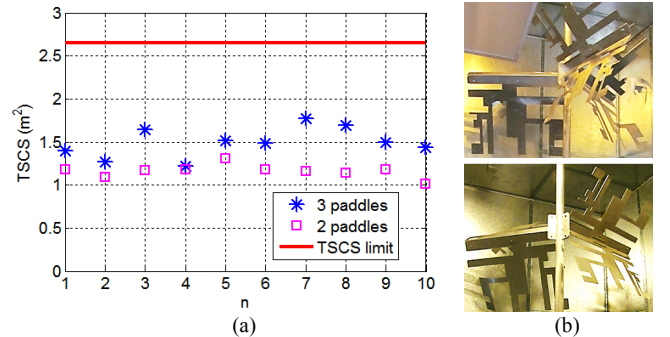 3
2.5
2
1.5
1
0.5
0
TSCS (m²)
1 2 3 4 5 6 7 8 9 10
n
3 paddles
2 paddles
TSCS limit
(a) (b)